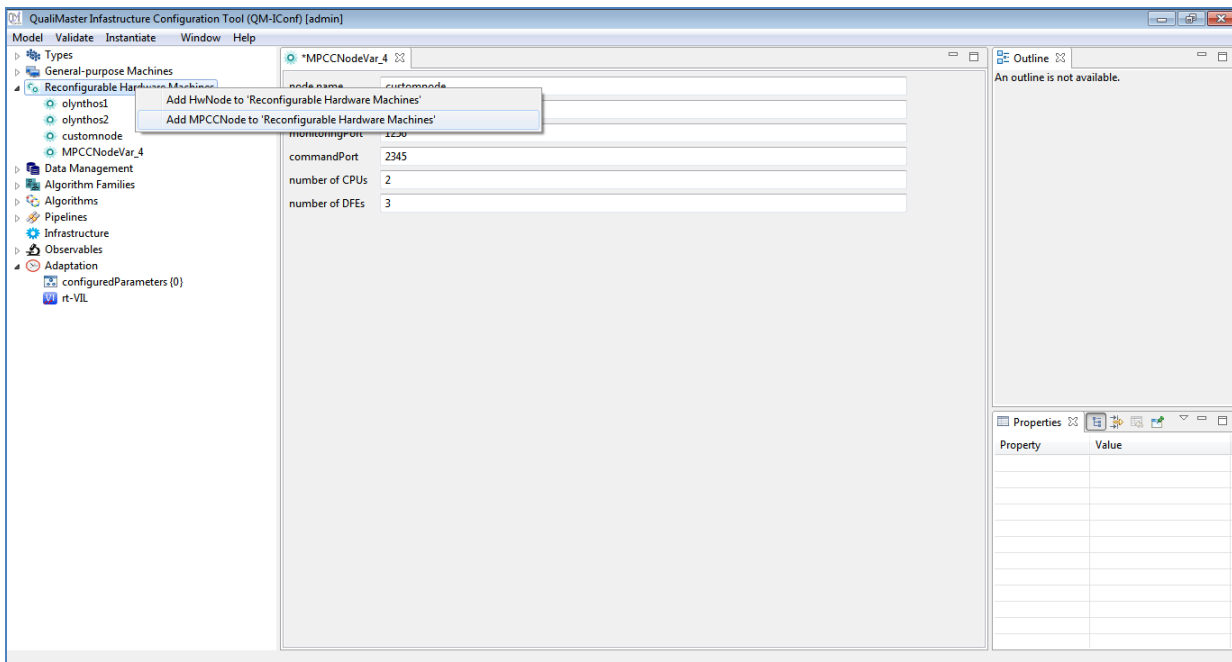 QualiMaster Infastructure Configuration Tool (QM-IConf) [admin]
Model Validate Instantiate Window Help
Types
General-purpose Machines
Reconfigurable Hardware Machines
olynthos1
olynthos2
customnode
MPCCNodeVar_4
Data Management
Algorithm Families
Algorithms
Pipelines
Infrastructure
Observables
Adaptation
configuredParameters {0}
rt-VIL
Add HwNode to 'Reconfigurable Hardware Machines'
Add MPCCNode to 'Reconfigurable Hardware Machines'
*MPCCNodeVar_4
node name customnode
monitoringPort
commandPort 2345
number of CPUs 2
number of DFEs 3
Outline
An outline is not available.
Properties
Property Value